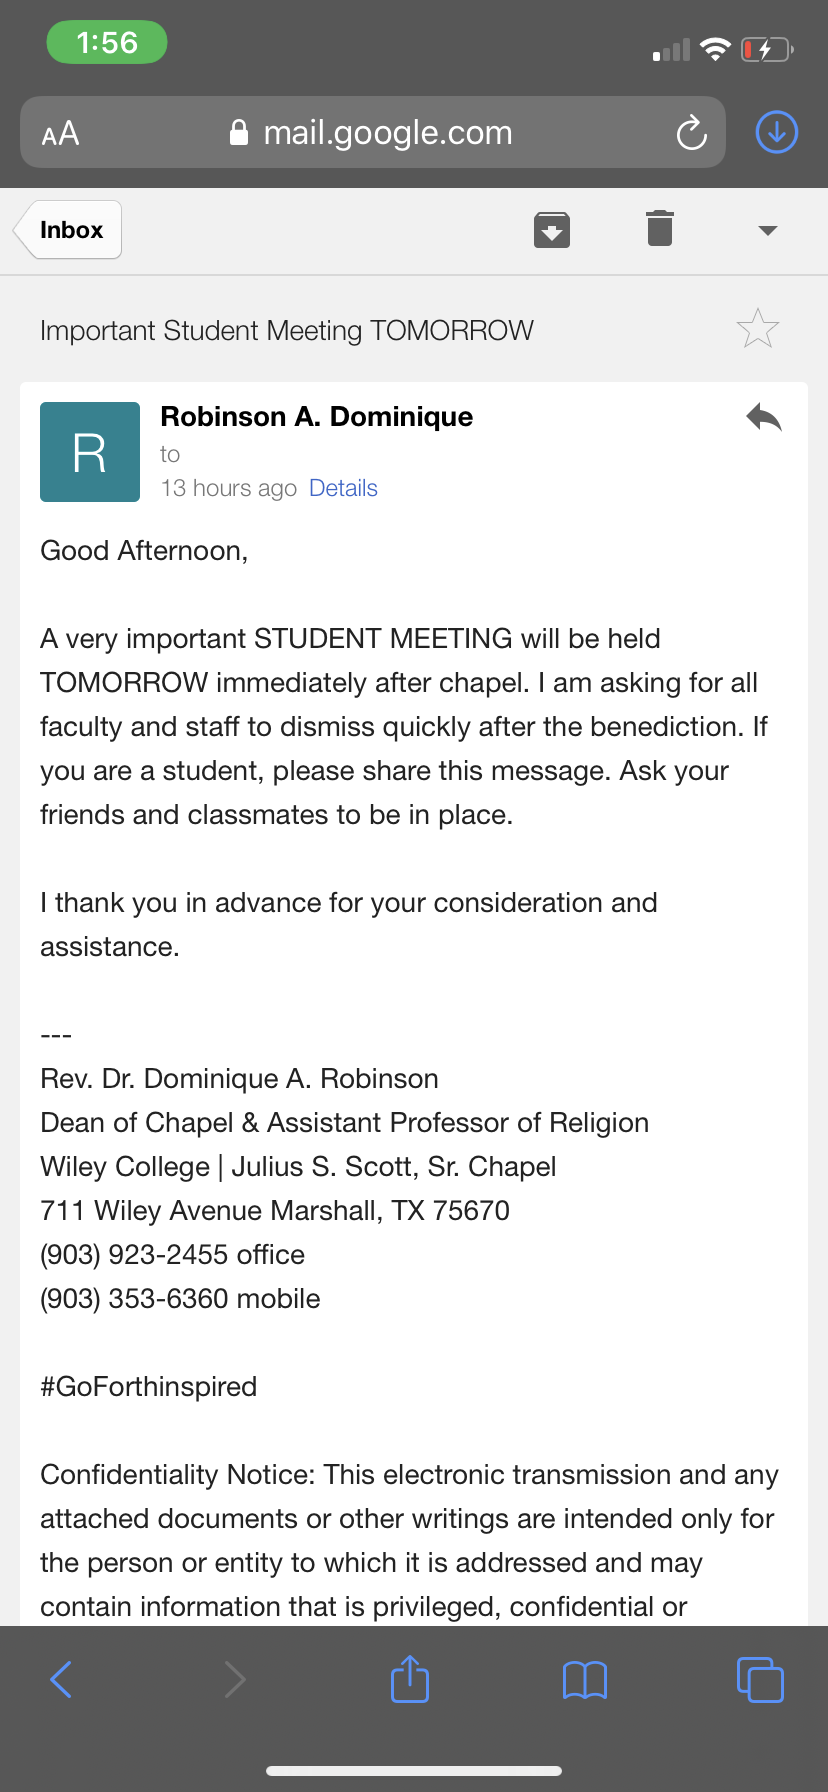 1:56
AA mail.google.com
Inbox
Important Student Meeting TOMORROW
R
Robinson A. Dominique
to
13 hours ago Details
Good Afternoon,
A very important STUDENT MEETING will be held
TOMORROW immediately after chapel. I am asking for all
faculty and staff to dismiss quickly after the benediction. If
you are a student, please share this message. Ask your
friends and classmates to be in place.
I thank you in advance for your consideration and
assistance.
---
Rev. Dr. Dominique A. Robinson
Dean of Chapel & Assistant Professor of Religion
Wiley College | Julius S. Scott, Sr. Chapel
711 Wiley Avenue Marshall, TX 75670
(903) 923-2455 office
(903) 353-6360 mobile
#GoForthinspired
Confidentiality Notice: This electronic transmission and any
attached documents or other writings are intended only for
the person or entity to which it is addressed and may
contain information that is privileged, confidential or